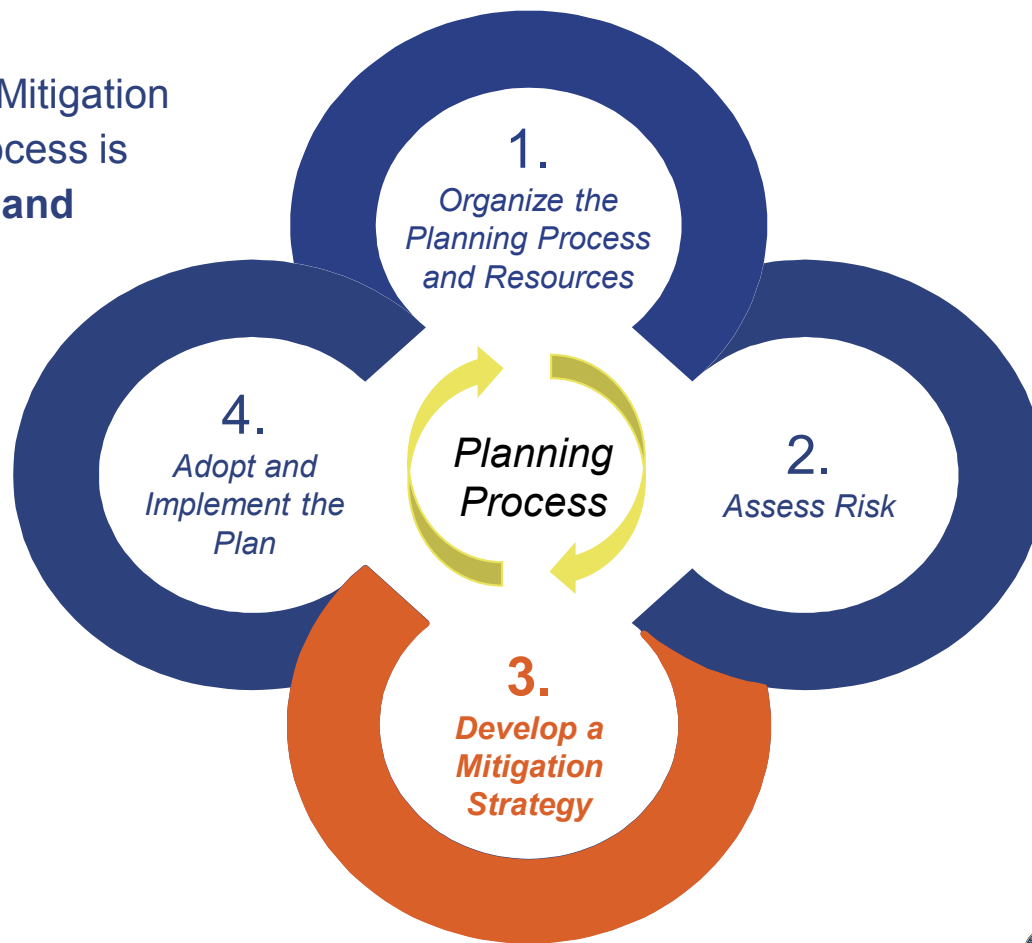 Mitigation
ocess is
and
1.
Organize the
Planning Process
and Resources
2.
Assess Risk
3.
Develop a
Mitigation
Strategy
4.
Adopt and
Implement the
Plan
Planning
Process